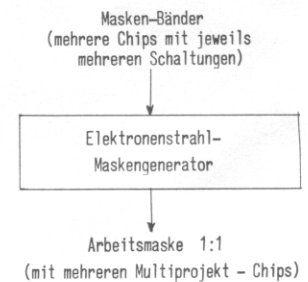 Masken-Bänder
(mehrere Chips mit jeweils
mehreren Schaltungen)
Elektronenstrahl-
Maskengenerator
Arbeitsmaske 1:1
(mit mehreren Multiprojekt - Chips)